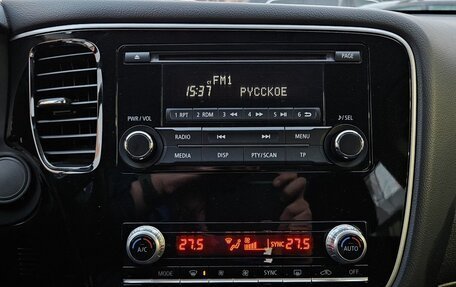 PAGE
ст FM1
15:37 РУССКОЕ
1 RPT 2 RDM 3 4 5 6
PWR / VOL
SEL
RADIO MENU
MEDIA DISP PTY/SCAN TP
27.5 SYNC 27.5
A/C AUTO
MODE SYNC OFF